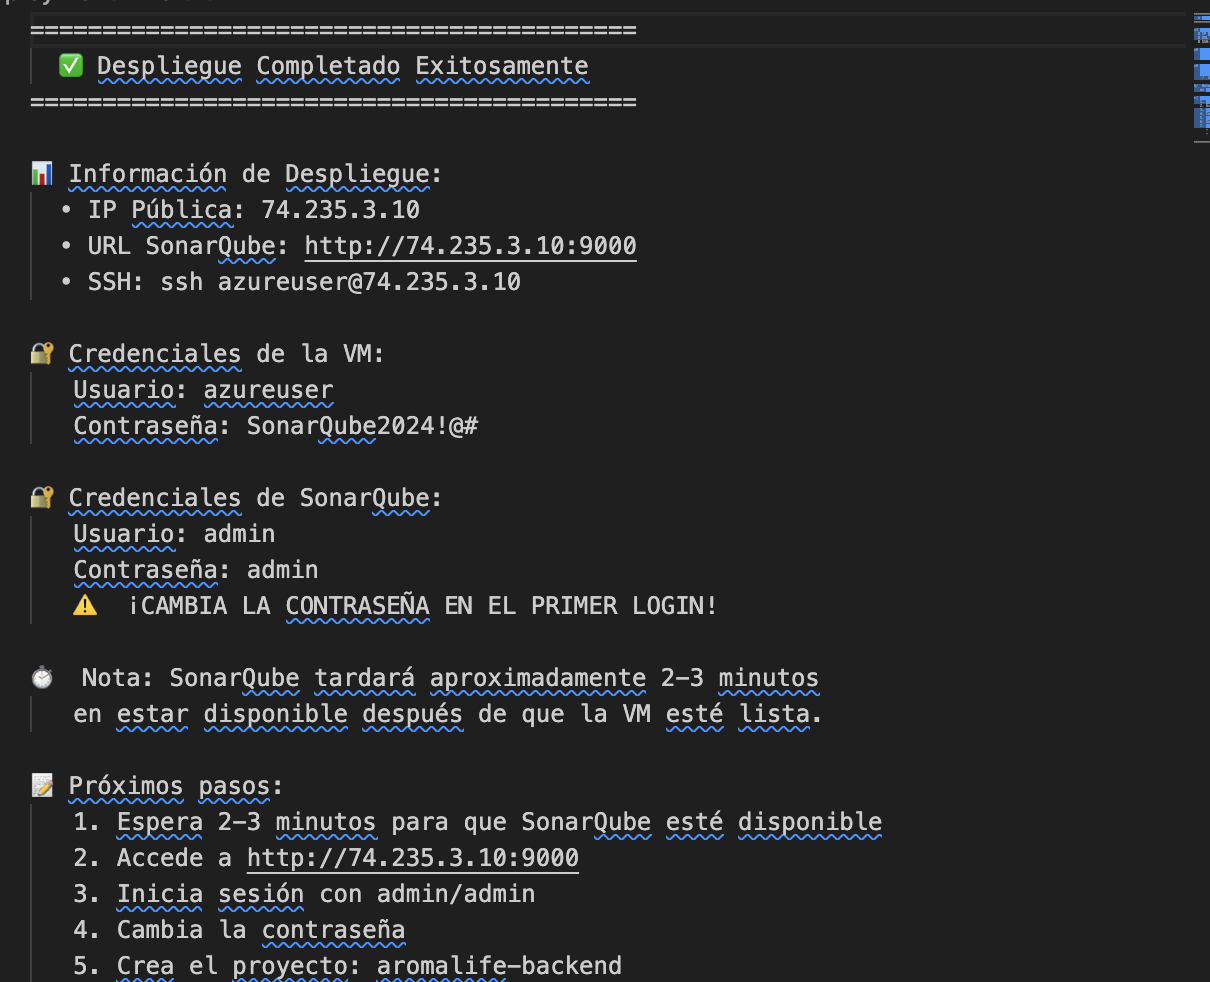 ==========================================
✅ Despliegue Completado Exitosamente
==========================================
📊 Información de Despliegue:
• IP Pública: 74.235.3.10
• URL SonarQube: http://74.235.3.10:9000
• SSH: ssh azureuser@74.235.3.10
🔐 Credenciales de la VM:
Usuario: azureuser
Contraseña: SonarQube2024!@#
🔐 Credenciales de SonarQube:
Usuario: admin
Contraseña: admin
⚠️ ¡CAMBIA LA CONTRASEÑA EN EL PRIMER LOGIN!
⏱️ Nota: SonarQube tardará aproximadamente 2-3 minutos
en estar disponible después de que la VM esté lista.
📝 Próximos pasos:
1. Espera 2-3 minutos para que SonarQube esté disponible
2. Accede a http://74.235.3.10:9000
3. Inicia sesión con admin/admin
4. Cambia la contraseña
5. Crea el proyecto: aromalife-backend